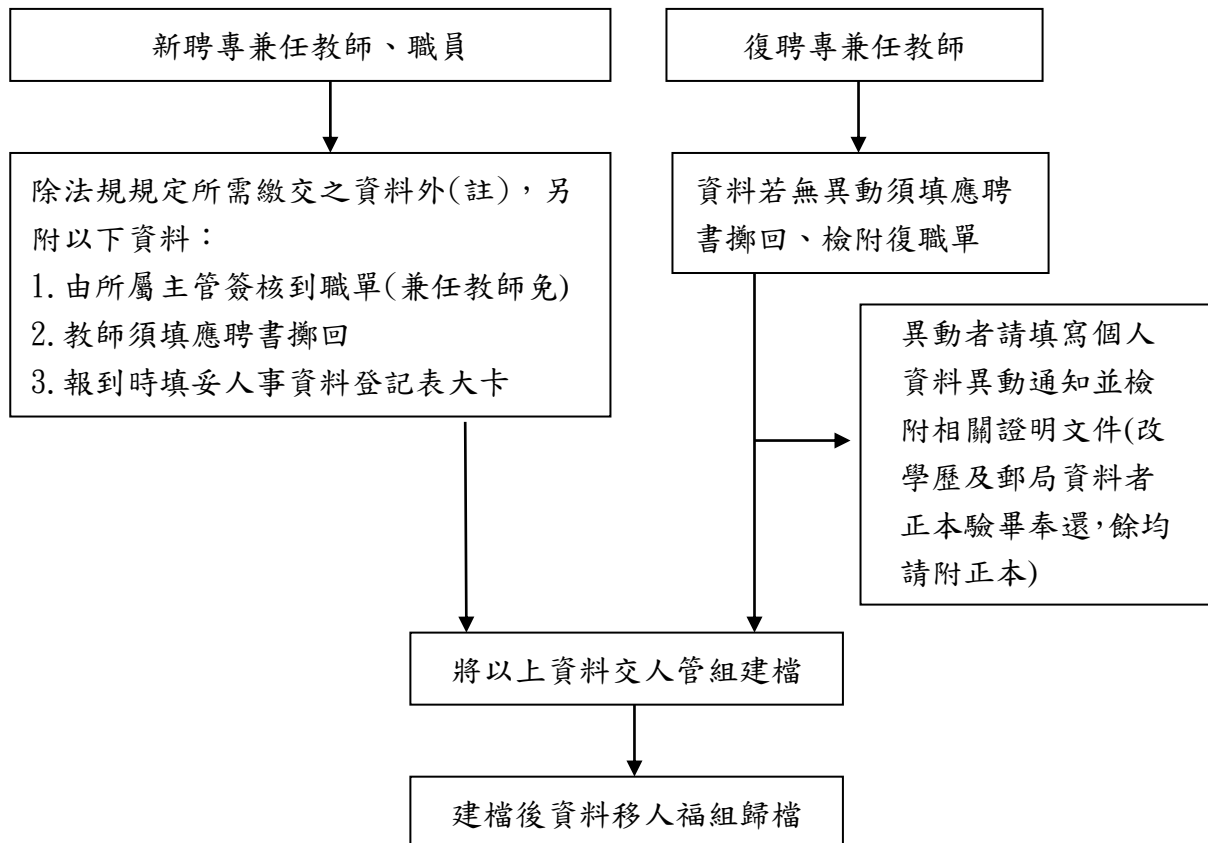 新聘專兼任教師、職員
復聘專兼任教師
除法規規定所需繳交之資料外(註)，另
附以下資料：
1.由所屬主管簽核到職單(兼任教師免)
2.教師須填應聘書擲回
3.報到時填妥人事資料登記表大卡
資料若無異動須填應聘
書擲回、檢附復職單
異動者請填寫個人
資料異動通知並檢
附相關證明文件(改
學歷及郵局資料者
正本驗畢奉還，餘均
請附正本)
將以上資料交人管組建檔
建檔後資料移人福組歸檔